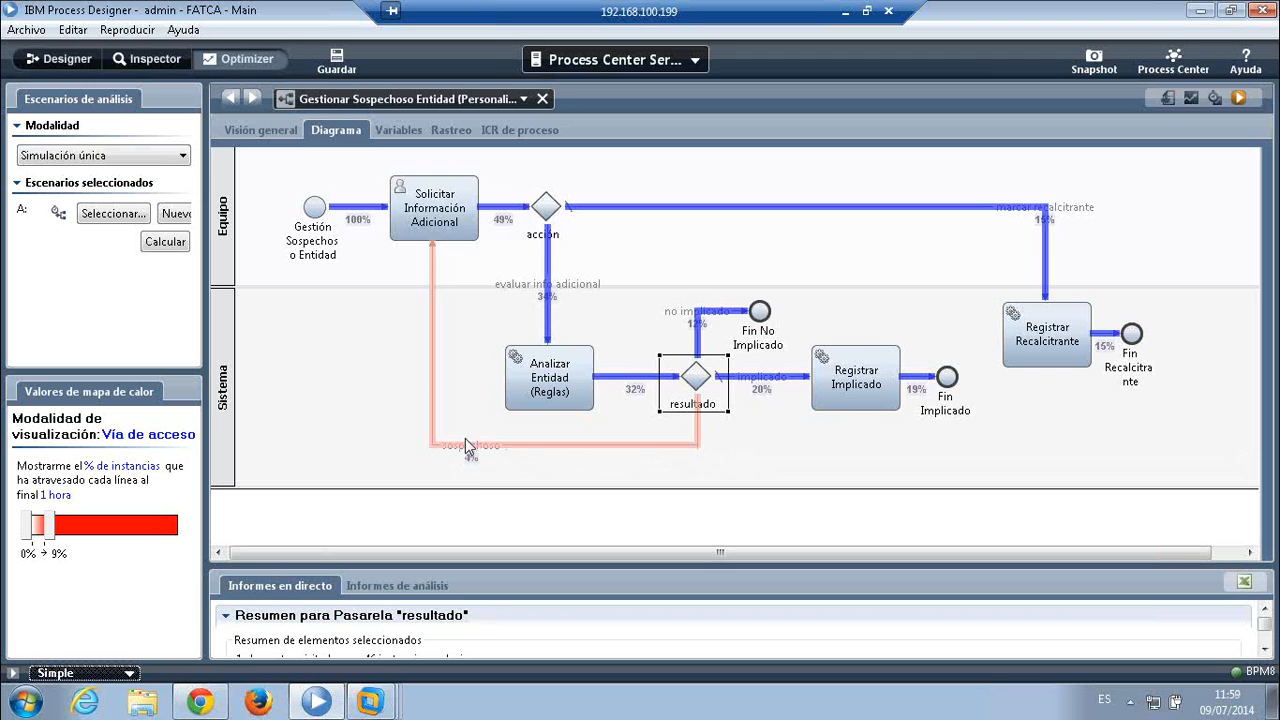 IBM Process Designer - admin - FATCA - Main
192.168.100.199
Archivo Editar Reproducir Ayuda
Designer Inspector Optimizer
Guardar
Process Center Ser...
Snapshot
Process Center
Ayuda
Escenarios de análisis
Modalidad
Simulación única
Escenarios seleccionados
A:
Seleccionar...
Nuevo
Calcular
Valores de mapa de calor
Modalidad de
visualización: Vía de acceso
Mostrarme el % de instancias que
ha atravesado cada línea al
final 1 hora
0% → 9%
Gestionar Sospechoso Entidad (Personali...
Visión general Diagrama Variables Rastreo ICR de proceso
Equipo
Gestión
Sospechos
o Entidad
100%
Solicitar
Información
Adicional
49%
acción
marcar recalcitrante
15%
evaluar info adicional
34%
Sistema
Analizar
Entidad
(Reglas)
32%
resultado
no implicado
12%
Fin No
Implicado
implicado
20%
Registrar
Implicado
19%
Fin
Implicado
Registrar
Recalcitrante
15%
Fin
Recalcitra
nte
sospechoso
4%
Informes en directo Informes de análisis
Resumen para Pasarela "resultado"
Resumen de elementos seleccionados
Simple
BPM8
ES
11:59
09/07/2014